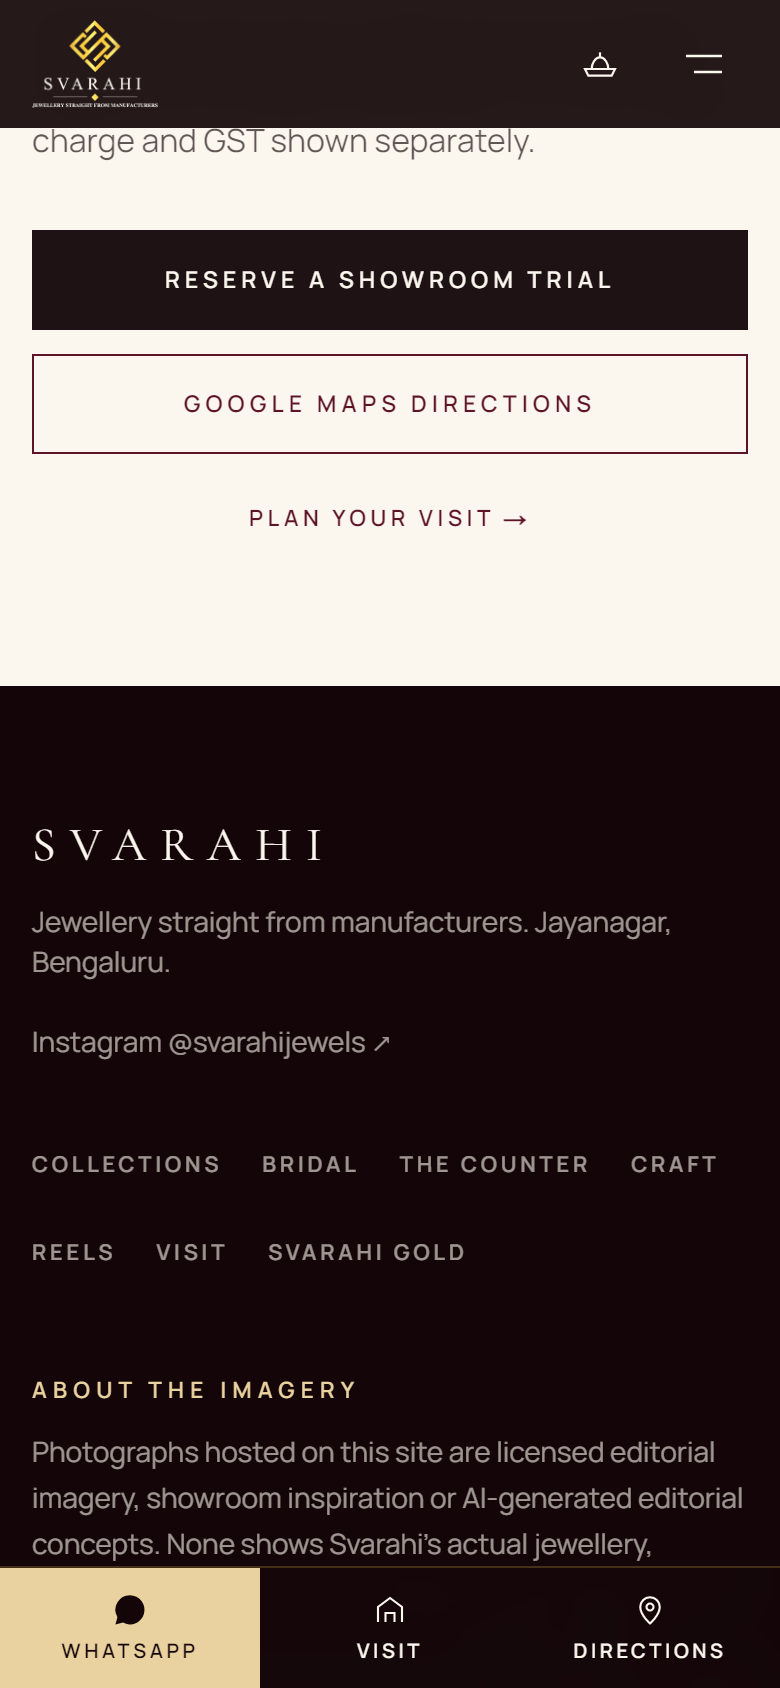 SVARAHI
JEWELLERY STRAIGHT FROM MANUFACTURERS
charge and GST shown separately.
RESERVE A SHOWROOM TRIAL
GOOGLE MAPS DIRECTIONS
PLAN YOUR VISIT →
SVARAHI
Jewellery straight from manufacturers. Jayanagar,
Bengaluru.
Instagram @svarahijewels ↗
COLLECTIONS BRIDAL THE COUNTER CRAFT
REELS VISIT SVARAHI GOLD
ABOUT THE IMAGERY
Photographs hosted on this site are licensed editorial
imagery, showroom inspiration or AI-generated editorial
concepts. None shows Svarahi’s actual jewellery,
WHATSAPP VISIT DIRECTIONS